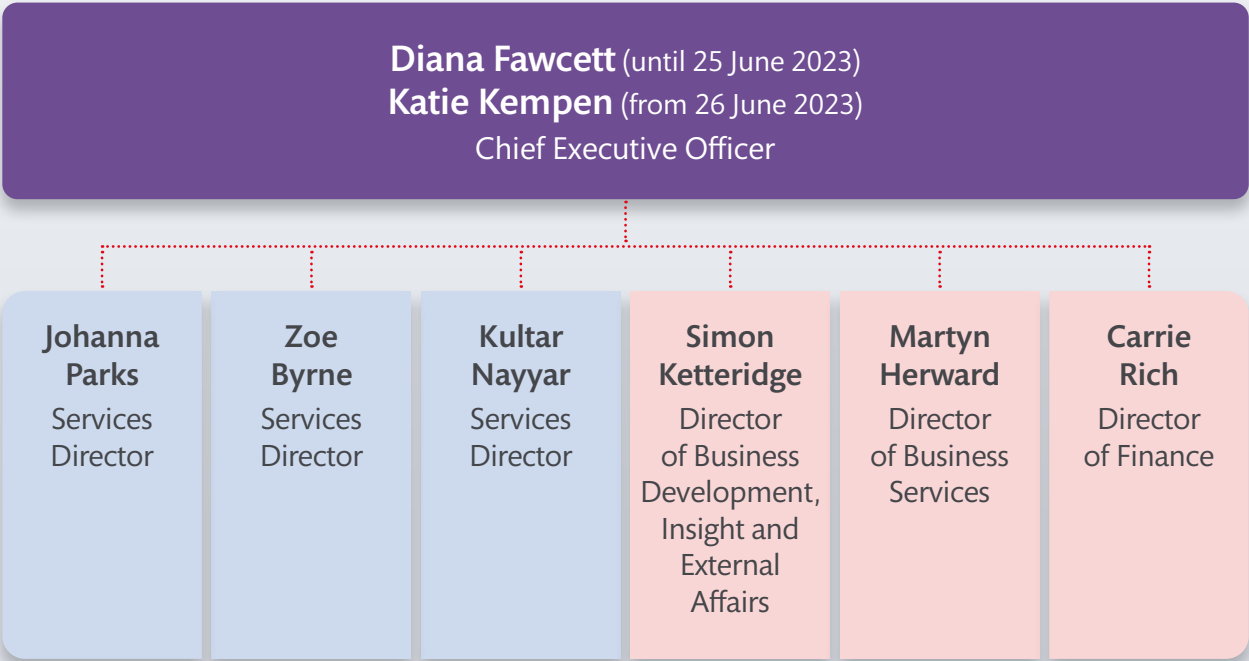 Diana Fawcett (until 25 June 2023)
Katie Kempen (from 26 June 2023)
Chief Executive Officer
Johanna
Parks
Services
Director
Zoe
Byrne
Services
Director
Kultar
Nayyar
Services
Director
Simon
Ketteridge
Director
of Business
Development,
Insight and
External
Affairs
Martyn
Herward
Director
of Business
Services
Carrie
Rich
Director
of Finance